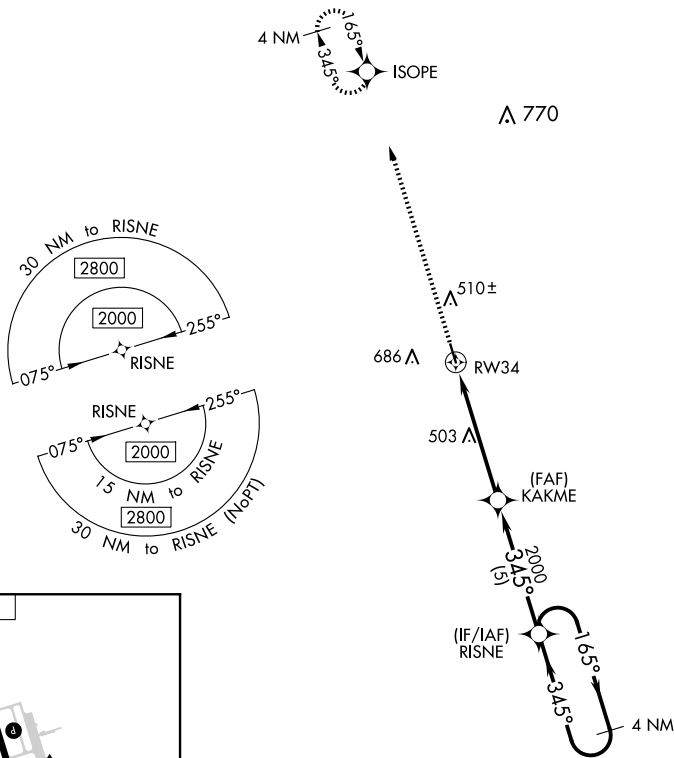 4 NM
165°
345°
ISOPE
770
30 NM to RISNE
2800
2000
075°
255°
RISNE
510±
686
RW34
RISNE
075°
255°
2000
15 NM to RISNE
2800
30 NM to RISNE (NoPT)
503
(FAF)
KAKME
2000
345°
(5)
(IF/IAF)
RISNE
165°
345°
4 NM
P